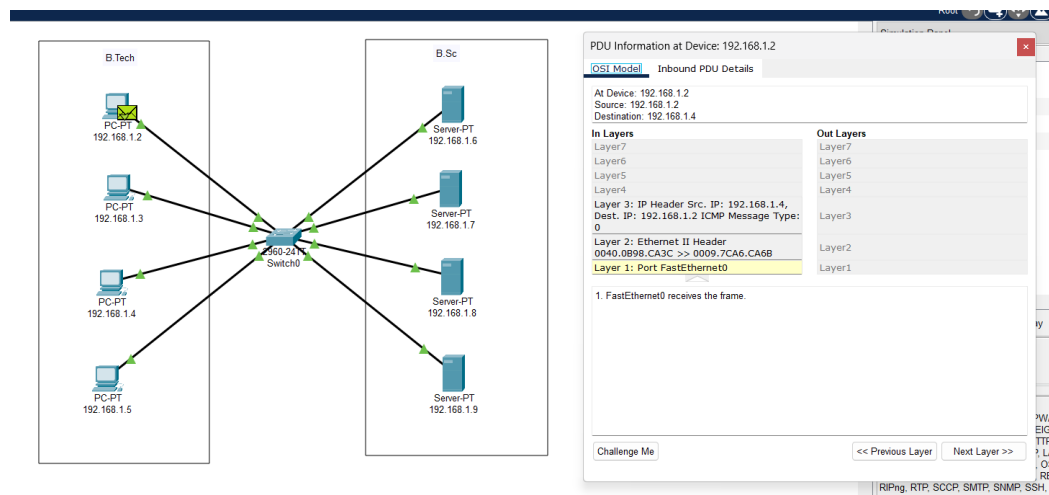 Root
Simulation Panel
B.Tech
B.Sc
PC-PT
192.168.1.2
PC-PT
192.168.1.3
PC-PT
192.168.1.4
PC-PT
192.168.1.5
2960-24TT
Switch0
Server-PT
192.168.1.6
Server-PT
192.168.1.7
Server-PT
192.168.1.8
Server-PT
192.168.1.9
PDU Information at Device: 192.168.1.2
×
OSI Model Inbound PDU Details
At Device: 192.168.1.2
Source: 192.168.1.2
Destination: 192.168.1.4
In Layers
Layer7
Layer6
Layer5
Layer4
Layer 3: IP Header Src. IP: 192.168.1.4,
Dest. IP: 192.168.1.2 ICMP Message Type:
0
Layer 2: Ethernet II Header
0040.0B98.CA3C >> 0009.7CA6.CA6B
Layer 1: Port FastEthernet0
Out Layers
Layer7
Layer6
Layer5
Layer4
Layer3
Layer2
Layer1
1. FastEthernet0 receives the frame.
Challenge Me
<< Previous Layer
Next Layer >>
RIPng, RTP, SCCP, SMTP, SNMP, SSH,